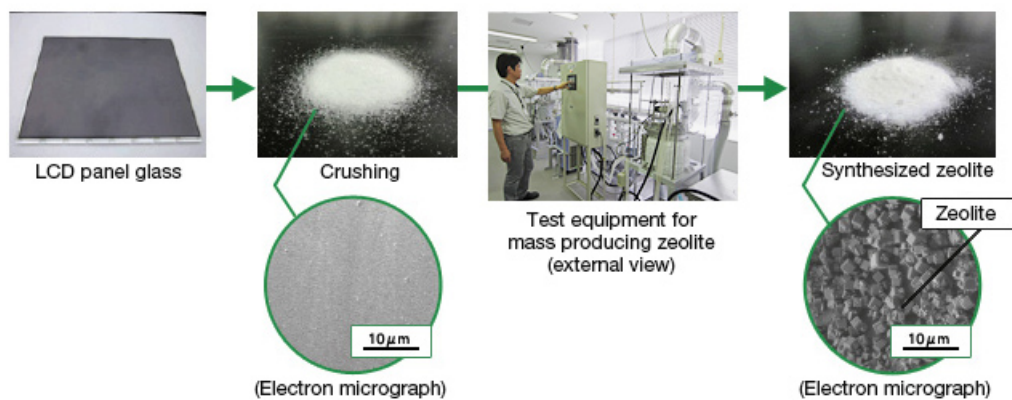 LCD panel glass
Crushing
Test equipment for
mass producing zeolite
(external view)
Synthesized zeolite
Zeolite
10μm
10μm
(Electron micrograph)
(Electron micrograph)